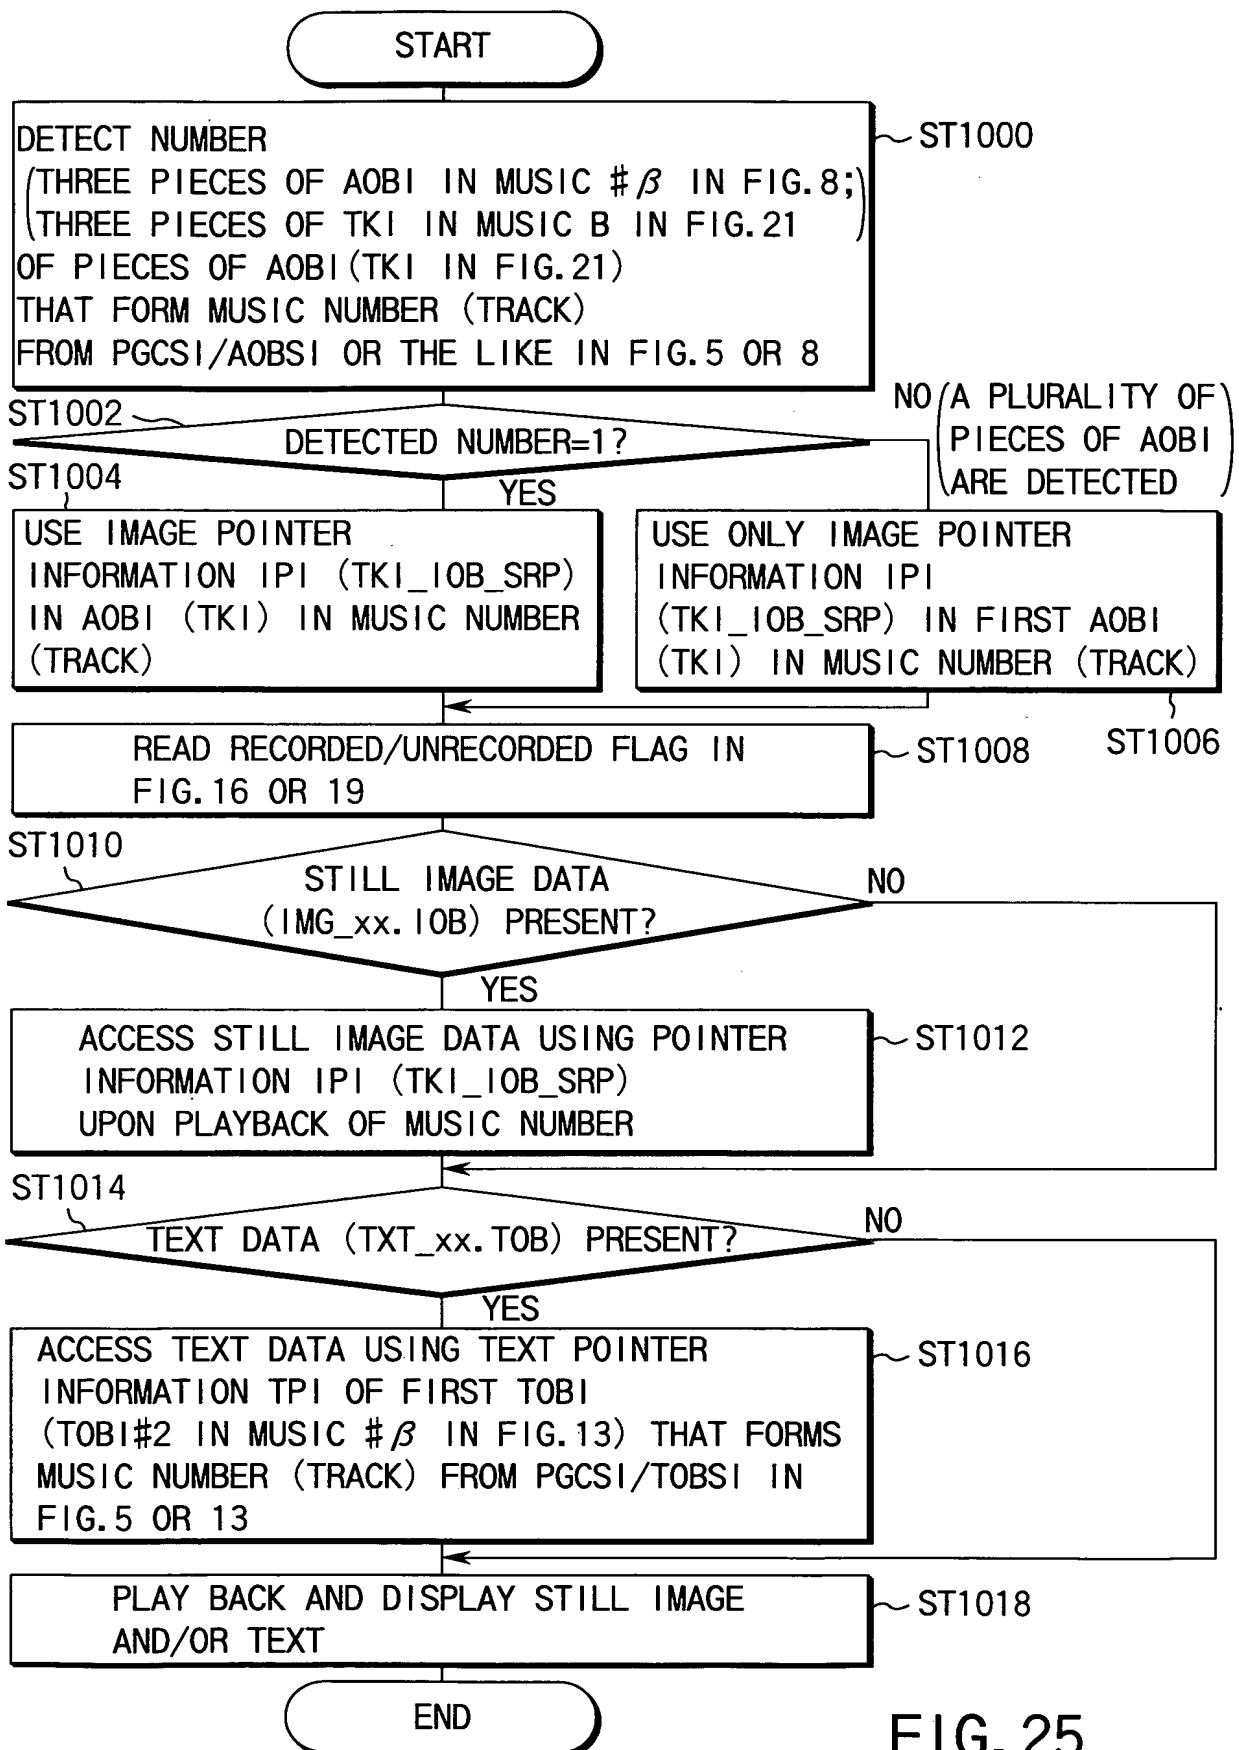 START
DETECT NUMBER
(THREE PIECES OF AOBI IN MUSIC #β IN FIG.8;
THREE PIECES OF TKI IN MUSIC B IN FIG.21)
OF PIECES OF AOBI(TKI IN FIG.21)
THAT FORM MUSIC NUMBER (TRACK)
FROM PGCSI/AOBSI OR THE LIKE IN FIG.5 OR 8
ST1000
ST1002
DETECTED NUMBER=1?
NO (A PLURALITY OF
PIECES OF AOBI
ARE DETECTED)
YES
ST1004
USE IMAGE POINTER
INFORMATION IPI (TKI_IOB_SRP)
IN AOBI (TKI) IN MUSIC NUMBER
(TRACK)
USE ONLY IMAGE POINTER
INFORMATION IPI
(TKI_IOB_SRP) IN FIRST AOBI
(TKI) IN MUSIC NUMBER (TRACK)
ST1006
READ RECORDED/UNRECORDED FLAG IN
FIG.16 OR 19
ST1008
ST1010
STILL IMAGE DATA
(IMG_xx.IOB) PRESENT?
NO
YES
ACCESS STILL IMAGE DATA USING POINTER
INFORMATION IPI (TKI_IOB_SRP)
UPON PLAYBACK OF MUSIC NUMBER
ST1012
ST1014
TEXT DATA (TXT_xx.TOB) PRESENT?
NO
YES
ACCESS TEXT DATA USING TEXT POINTER
INFORMATION TPI OF FIRST TOBI
(TOBI#2 IN MUSIC #β IN FIG.13) THAT FORMS
MUSIC NUMBER (TRACK) FROM PGCSI/TOBSI IN
FIG.5 OR 13
ST1016
PLAY BACK AND DISPLAY STILL IMAGE
AND/OR TEXT
ST1018
END
FIG.25